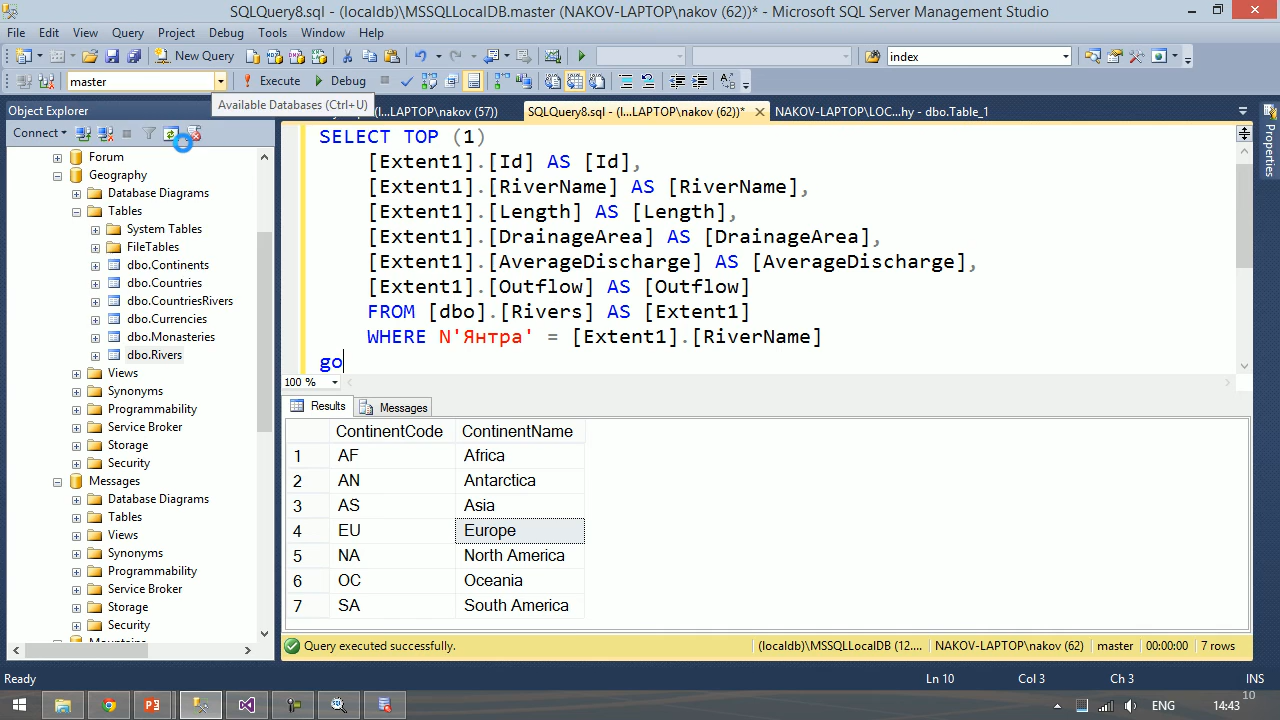 SQLQuery8.sql - (localdb)\MSSQLLocalDB.master (NAKOV-LAPTOP\nakov (62))* - Microsoft SQL Server Management Studio
File Edit View Query Project Debug Tools Window Help
New Query index
master Execute Debug
Available Databases (Ctrl+U)
Object Explorer
LAPTOP\nakov (57))
SQLQuery8.sql - (l...LAPTOP\nakov (62))*
NAKOV-LAPTOP\LOC...hy - dbo.Table_1
Properties
Connect
Forum
Geography
Database Diagrams
Tables
System Tables
FileTables
dbo.Continents
dbo.Countries
dbo.CountriesRivers
dbo.Currencies
dbo.Monasteries
dbo.Rivers
Views
Synonyms
Programmability
Service Broker
Storage
Security
Messages
Database Diagrams
Tables
Views
Synonyms
Programmability
Service Broker
Storage
Security
SELECT TOP (1)
[Extent1].[Id] AS [Id],
[Extent1].[RiverName] AS [RiverName],
[Extent1].[Length] AS [Length],
[Extent1].[DrainageArea] AS [DrainageArea],
[Extent1].[AverageDischarge] AS [AverageDischarge],
[Extent1].[Outflow] AS [Outflow]
FROM [dbo].[Rivers] AS [Extent1]
WHERE N'Янтра' = [Extent1].[RiverName]
go
100 %
Results Messages
ContinentCode ContinentName
1 AF Africa
2 AN Antarctica
3 AS Asia
4 EU Europe
5 NA North America
6 OC Oceania
7 SA South America
Query executed successfully. (localdb)\MSSQLLocalDB (12.... NAKOV-LAPTOP\nakov (62) master 00:00:00 7 rows
Ready Ln 10 Col 3 Ch 3 INS
ENG 14:43
10